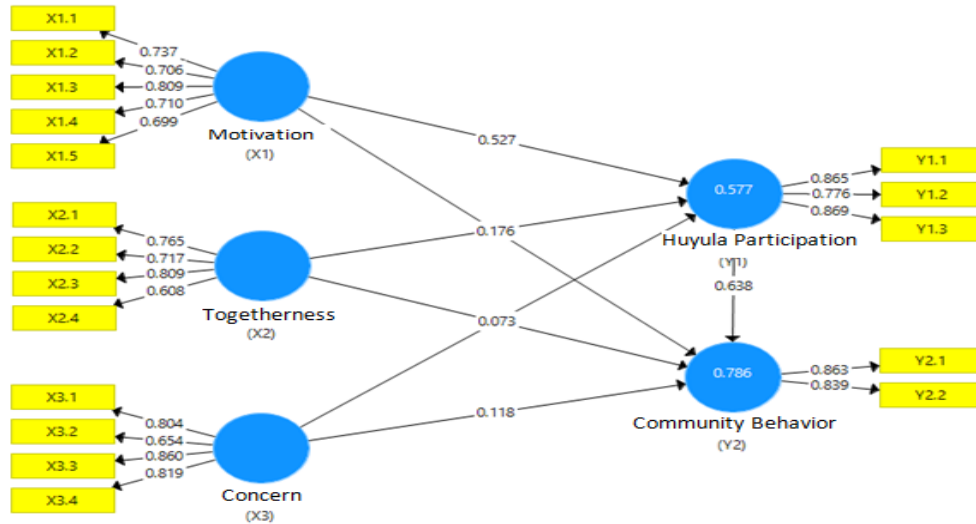 X1.1
X1.2
X1.3
X1.4
X1.5
0.737
0.706
0.809
0.710
0.699
Motivation
(X1)
X2.1
X2.2
X2.3
X2.4
0.765
0.717
0.809
0.608
Togetherness
(X2)
X3.1
X3.2
X3.3
X3.4
0.804
0.654
0.860
0.819
Concern
(X3)
0.527
0.176
0.073
0.118
0.577
Huyula Participation
(Y1)
0.865
0.776
0.869
Y1.1
Y1.2
Y1.3
0.638
0.786
Community Behavior
(Y2)
0.863
0.839
Y2.1
Y2.2